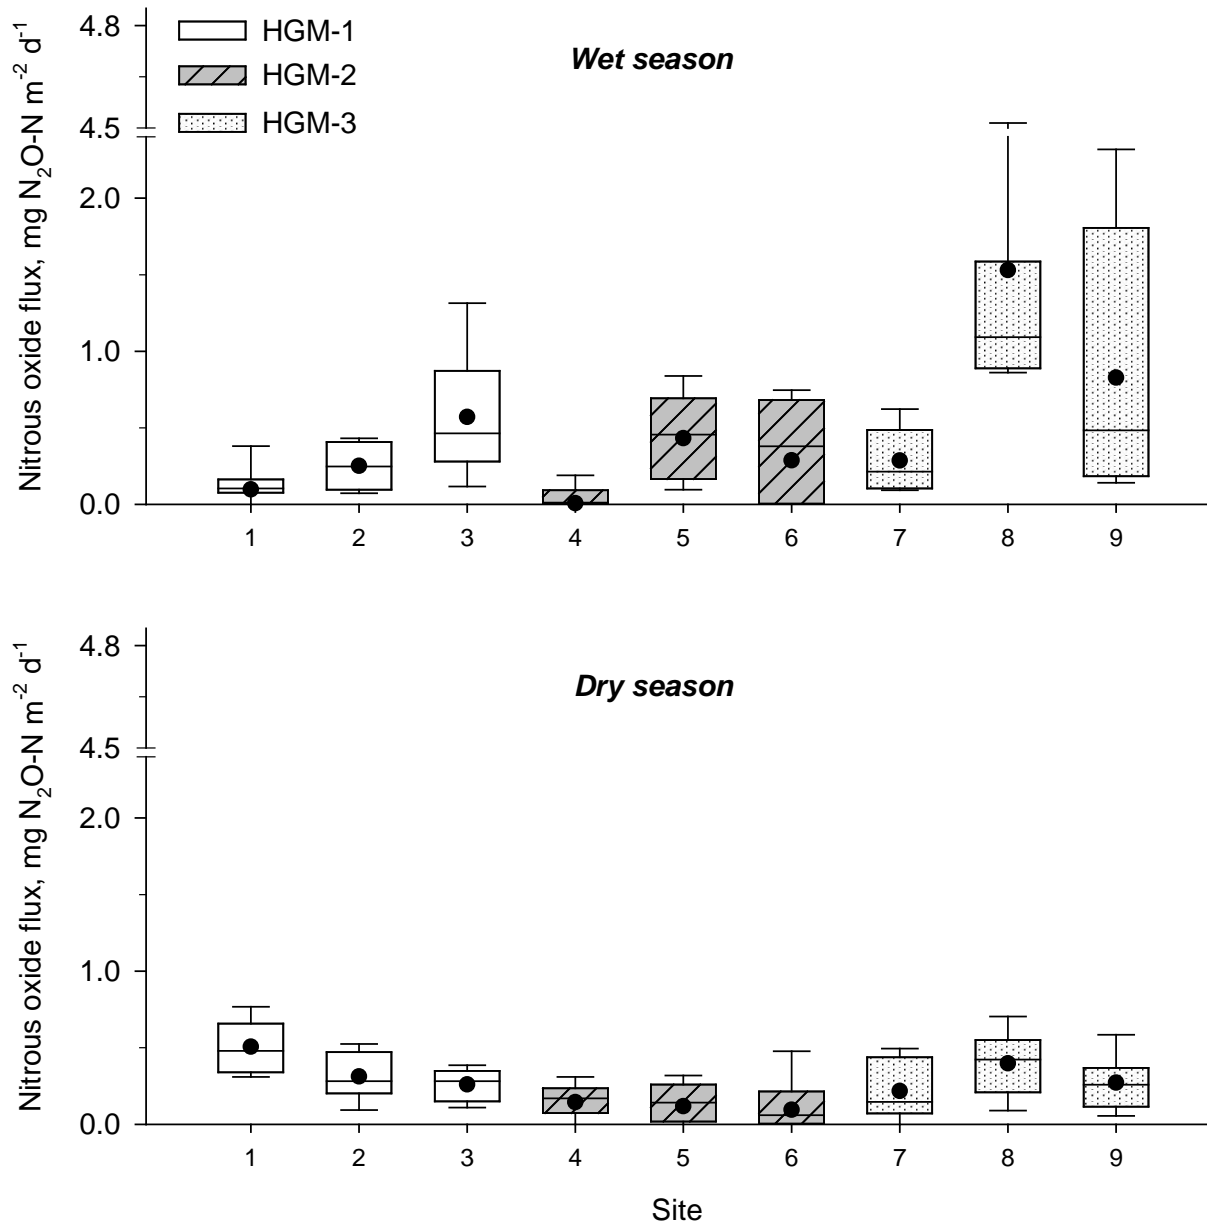 4.8
HGM-1
Wet season
HGM-2
HGM-3
4.5
2.0
1.0
0.0
Nitrous oxide flux, mg N₂O-N m⁻² d⁻¹
1 2 3 4 5 6 7 8 9
4.8
Dry season
4.5
2.0
1.0
0.0
Nitrous oxide flux, mg N₂O-N m⁻² d⁻¹
1 2 3 4 5 6 7 8 9
Site